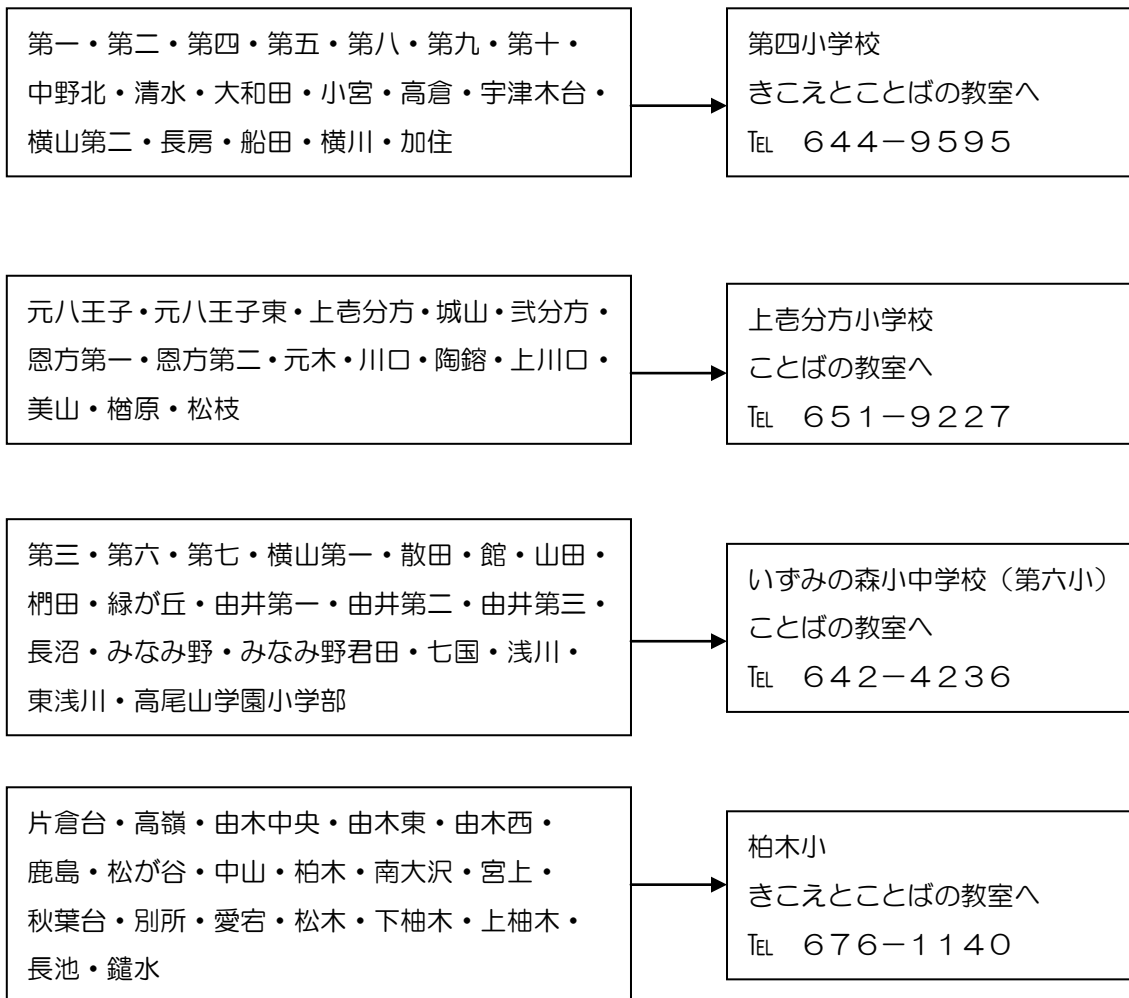 第一・第二・第四・第五・第八・第九・第十・
中野北・清水・大和田・小宮・高倉・宇津木台・
横山第二・長房・船田・横川・加住
第四小学校
きこえとことばの教室へ
℡　６４４－９５９５
元八王子・元八王子東・上壱分方・城山・弐分方・
恩方第一・恩方第二・元木・川口・陶鎔・上川口・
美山・楢原・松枝
上壱分方小学校
ことばの教室へ
℡　６５１－９２２７
第三・第六・第七・横山第一・散田・館・山田・
椚田・緑が丘・由井第一・由井第二・由井第三・
長沼・みなみ野・みなみ野君田・七国・浅川・
東浅川・高尾山学園小学部
いずみの森小中学校（第六小）
ことばの教室へ
℡　６４２－４２３６
片倉台・高嶺・由木中央・由木東・由木西・
鹿島・松が谷・中山・柏木・南大沢・宮上・
秋葉台・別所・愛宕・松木・下柚木・上柚木・
長池・鑓水
柏木小
きこえとことばの教室へ
℡　６７６－１１４０